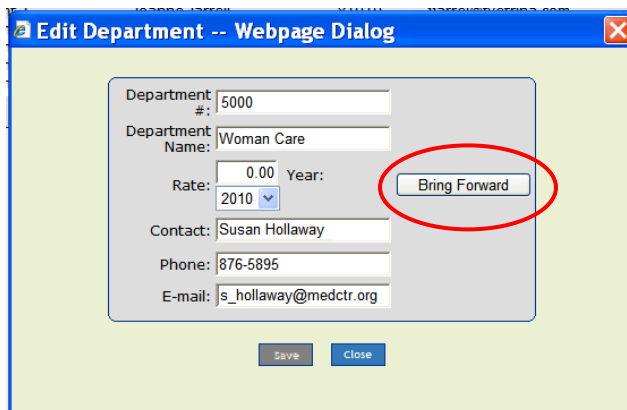 Edit Department -- Webpage Dialog
Department #: 5000
Department Name: Woman Care
Rate: 0.00 Year: 2010
Bring Forward
Contact: Susan Hollaway
Phone: 876-5895
E-mail: s_hollaway@medctr.org
Save Close